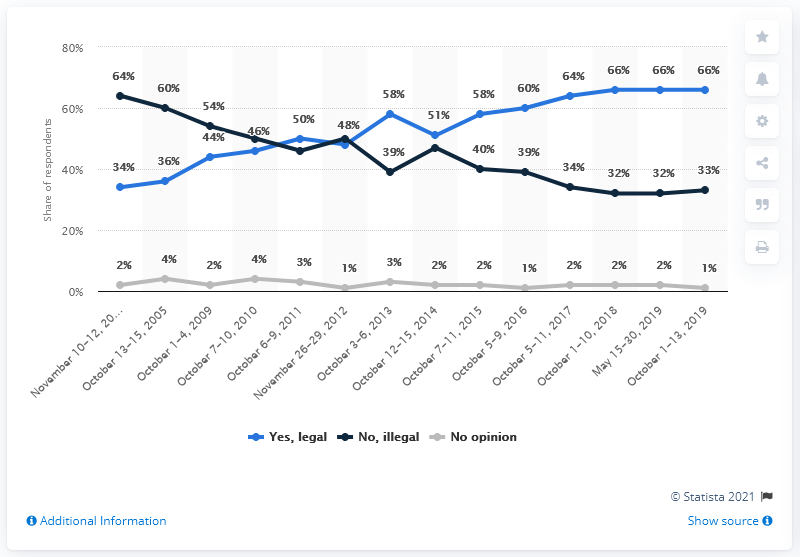 80%
60%
40%
20%
0%
Share of respondents
64% 60% 54% 46% 50% 48% 58% 51% 58% 60% 64% 66% 66% 66%
34% 36% 44% 39% 40% 39% 34% 32% 32% 33%
2% 4% 2% 4% 3% 1% 3% 2% 2% 1% 2% 2% 2% 1%
November 10–12, 20...
October 13–15, 2005
October 1–4, 2009
October 7–10, 2010
October 6–9, 2011
November 26–29, 2012
October 3–6, 2013
October 12–15, 2014
October 7–11, 2015
October 5–9, 2016
October 5–11, 2017
October 1–10, 2018
May 15–30, 2019
October 1–13, 2019
Yes, legal No, illegal No opinion
© Statista 2021
Additional Information Show source